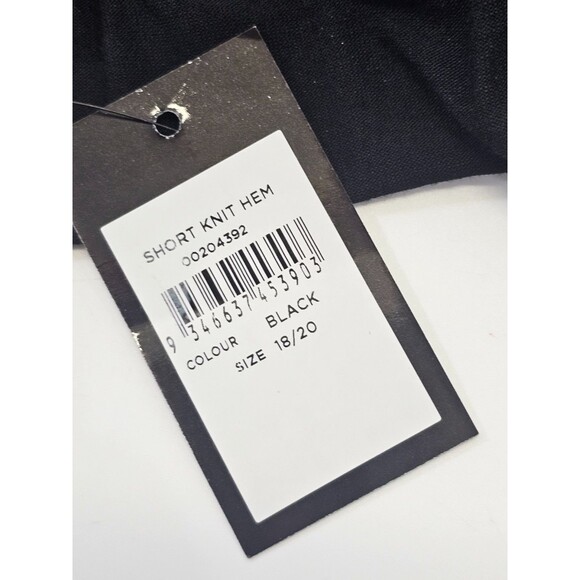 SHORT KNIT HEM
00204392
9 346637 453903
COLOUR BLACK
SIZE 18/20